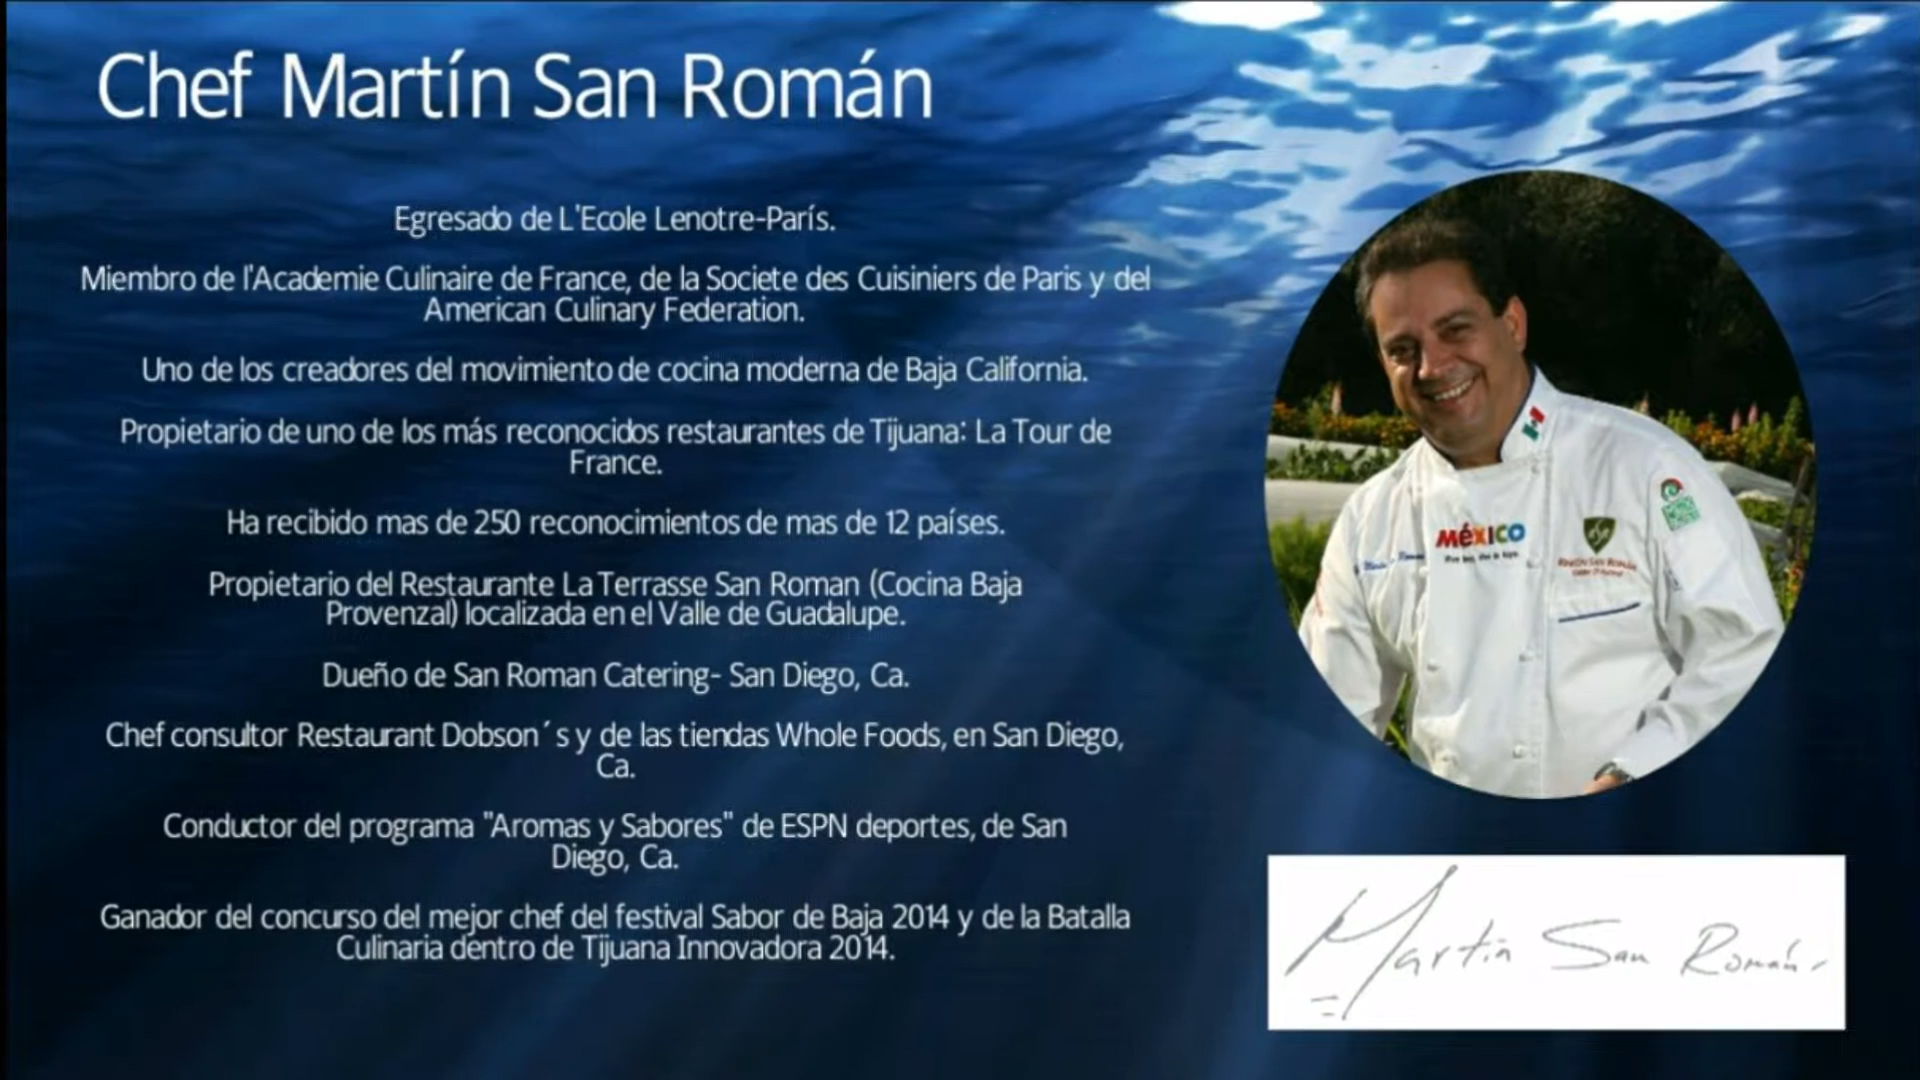 Chef Martín San Román
Egresado de L'Ecole Lenotre-París.
Miembro de l'Academie Culinaire de France, de la Societe des Cuisiniers de Paris y del
American Culinary Federation.
Uno de los creadores del movimiento de cocina moderna de Baja California.
Propietario de uno de los más reconocidos restaurantes de Tijuana: La Tour de
France.
Ha recibido mas de 250 reconocimientos de mas de 12 países.
Propietario del Restaurante La Terrasse San Roman (Cocina Baja
Provenzal) localizada en el Valle de Guadalupe.
Dueño de San Roman Catering- San Diego, Ca.
Chef consultor Restaurant Dobson´s y de las tiendas Whole Foods, en San Diego,
Ca.
Conductor del programa "Aromas y Sabores" de ESPN deportes, de San
Diego, Ca.
Ganador del concurso del mejor chef del festival Sabor de Baja 2014 y de la Batalla
Culinaria dentro de Tijuana Innovadora 2014.
MéxICO
Martín San Román